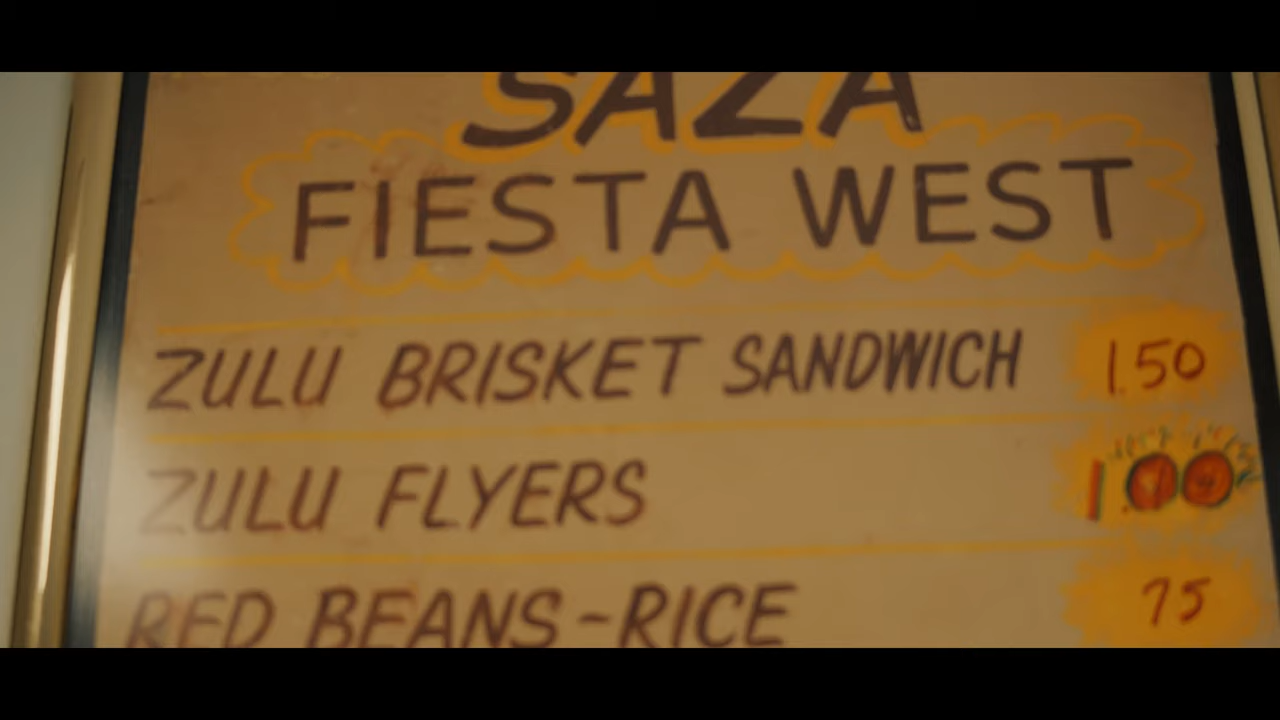 SAZA
FIESTA WEST
ZULU BRISKET SANDWICH 1.50
ZULU FLYERS 1.00
RED BEANS-RICE 75